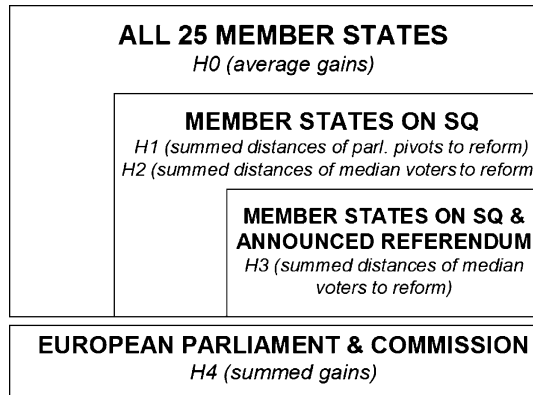 ALL 25 MEMBER STATES
H0 (average gains)
MEMBER STATES ON SQ
H1 (summed distances of parl. pivots to reform)
H2 (summed distances of median voters to reform
MEMBER STATES ON SQ &
ANNOUNCED REFERENDUM
H3 (summed distances of median
voters to reform)
EUROPEAN PARLIAMENT & COMMISSION
H4 (summed gains)